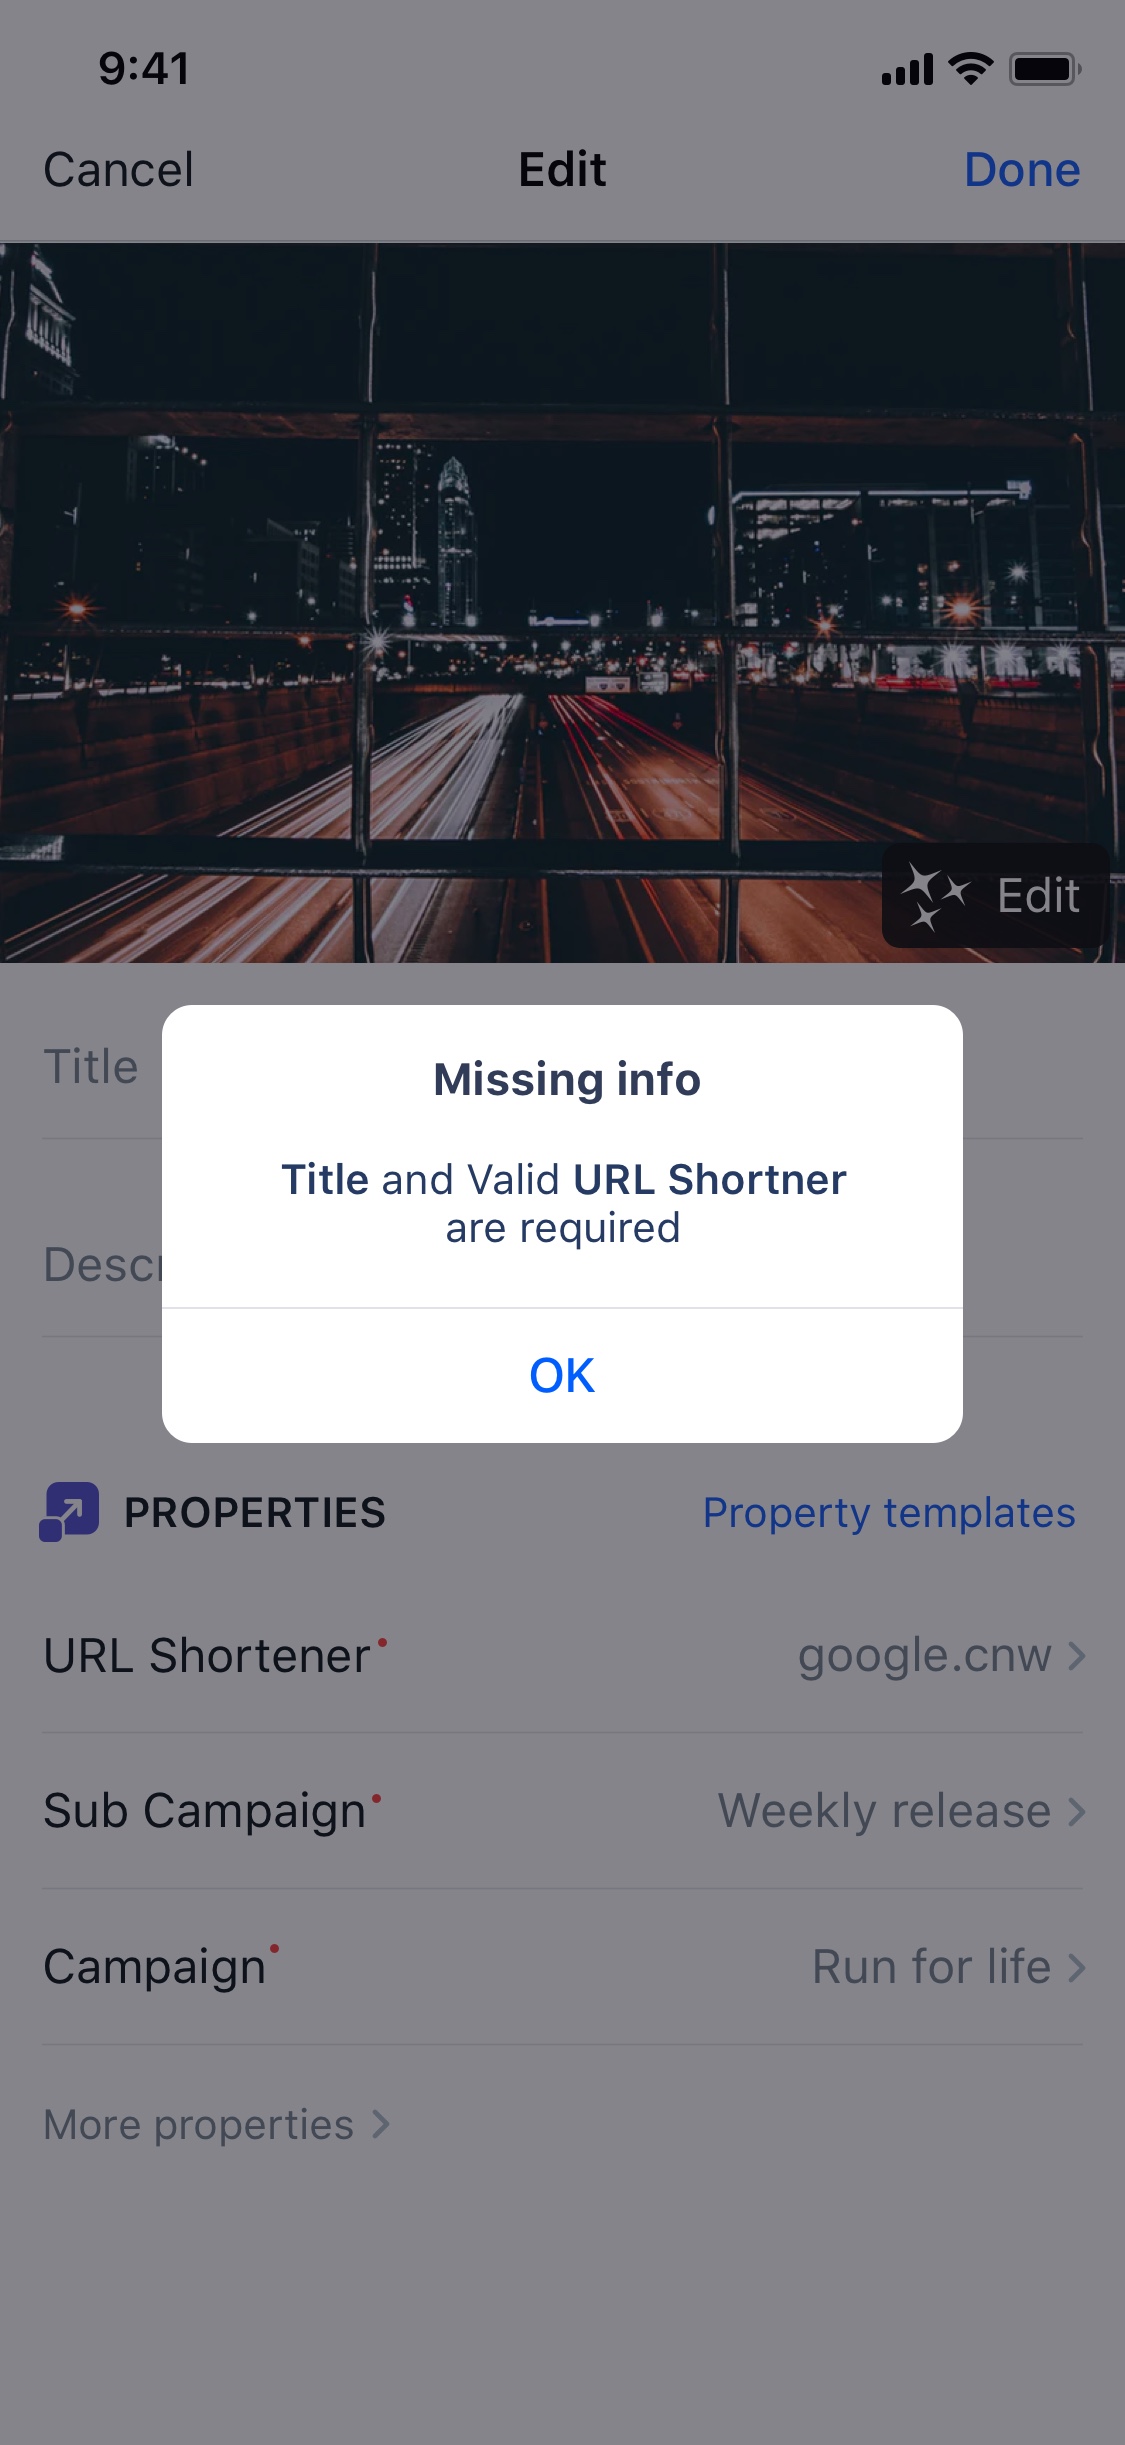 9:41
Cancel Edit Done
Edit
Title
Missing info
Title and Valid URL Shortner
are required
OK
PROPERTIES Property templates
URL Shortener google.cnw
Sub Campaign Weekly release
Campaign Run for life
More properties